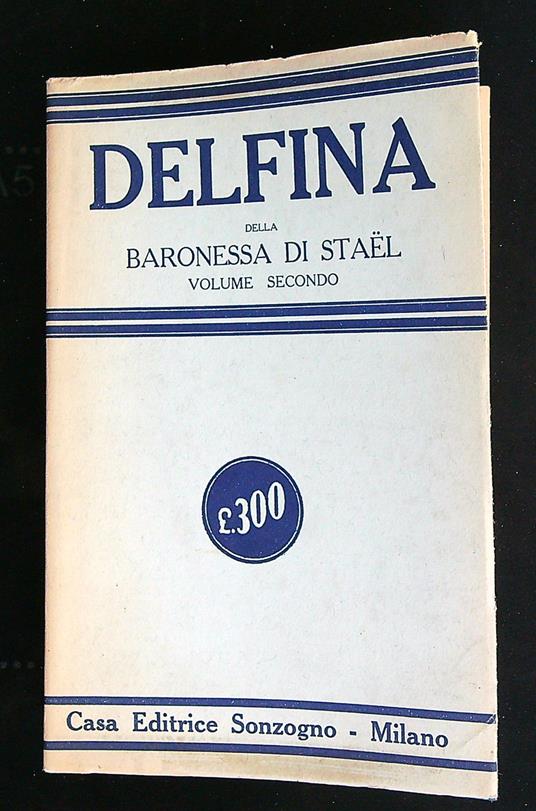 DELFINA
DELLA
BARONESSA DI STAËL
VOLUME SECONDO
£.300
Casa Editrice Sonzogno - Milano